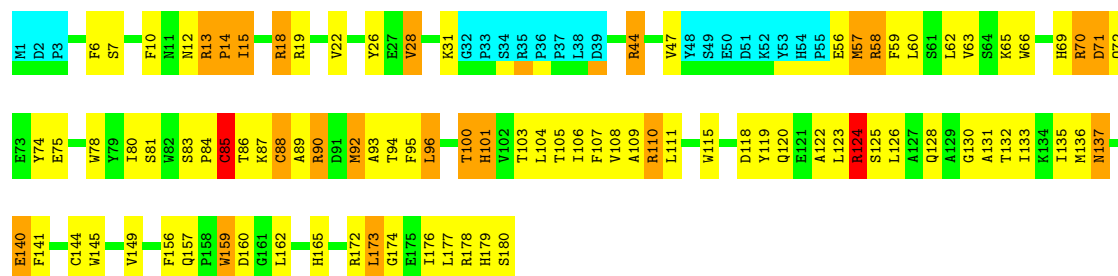 M1 D2 P3 F6 S7 F10 N11 N12 R13 P14 I15 R18 R19 V22 Y26 E27 V28 K31 G32 P33 S34 R35 P36 P37 L38 D39 R44 V47 Y48 S49 E50 D51 K52 Y53 H54 P55 E56 M57 R58 F59 L60 S61 L62 V63 S64 K65 W66 H69 R70 D71
E73 Y74 E75 W78 Y79 I80 S81 W82 S83 P84 C85 T86 K87 C88 A89 R90 D91 M92 A93 T94 F95 L96 T100 H101 V102 T103 L104 T105 I106 F107 V108 A109 R110 L111 W115 D118 Y119 Q120 E121 A122 L123 R124 S125 L126 A127 Q128 A129 G130 A131 T132 I133 K134 I135 M136 N137
E140 F141 C144 W145 V149 F156 Q157 P158 W159 D160 G161 L162 H165 R172 L173 G174 E175 I176 L177 R178 H179 S180